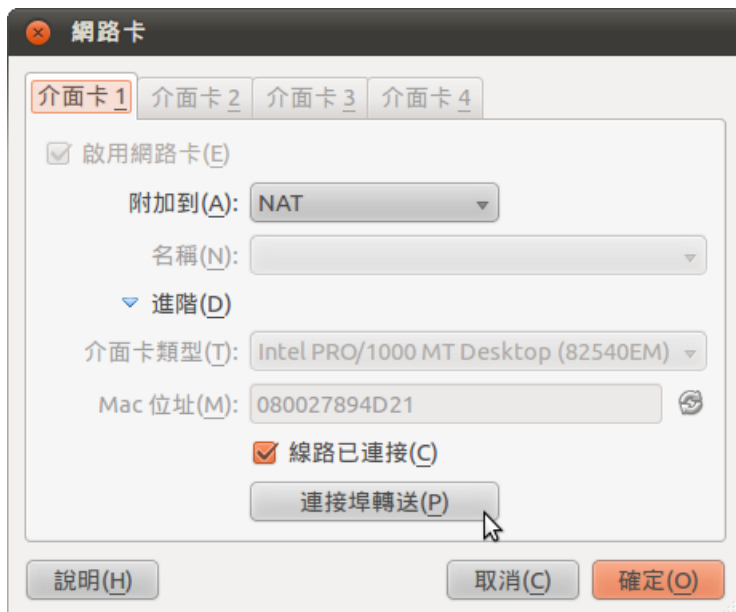 網路卡
介面卡 1 介面卡 2 介面卡 3 介面卡 4
啟用網路卡(E)
附加到(A): NAT
名稱(N):
進階(D)
介面卡類型(T): Intel PRO/1000 MT Desktop (82540EM)
Mac 位址(M): 080027894D21
線路已連接(C)
連接埠轉送(P)
說明(H) 取消(C) 確定(O)